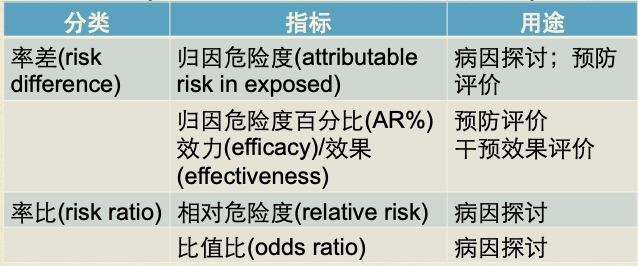 分类 指标 用途
率差(risk difference) 归因危险度(attributable risk in exposed) 病因探讨；预防评价
归因危险度百分比(AR%) 预防评价
效力(efficacy)/效果(effectiveness) 干预效果评价
率比(risk ratio) 相对危险度(relative risk) 病因探讨
比值比(odds ratio) 病因探讨